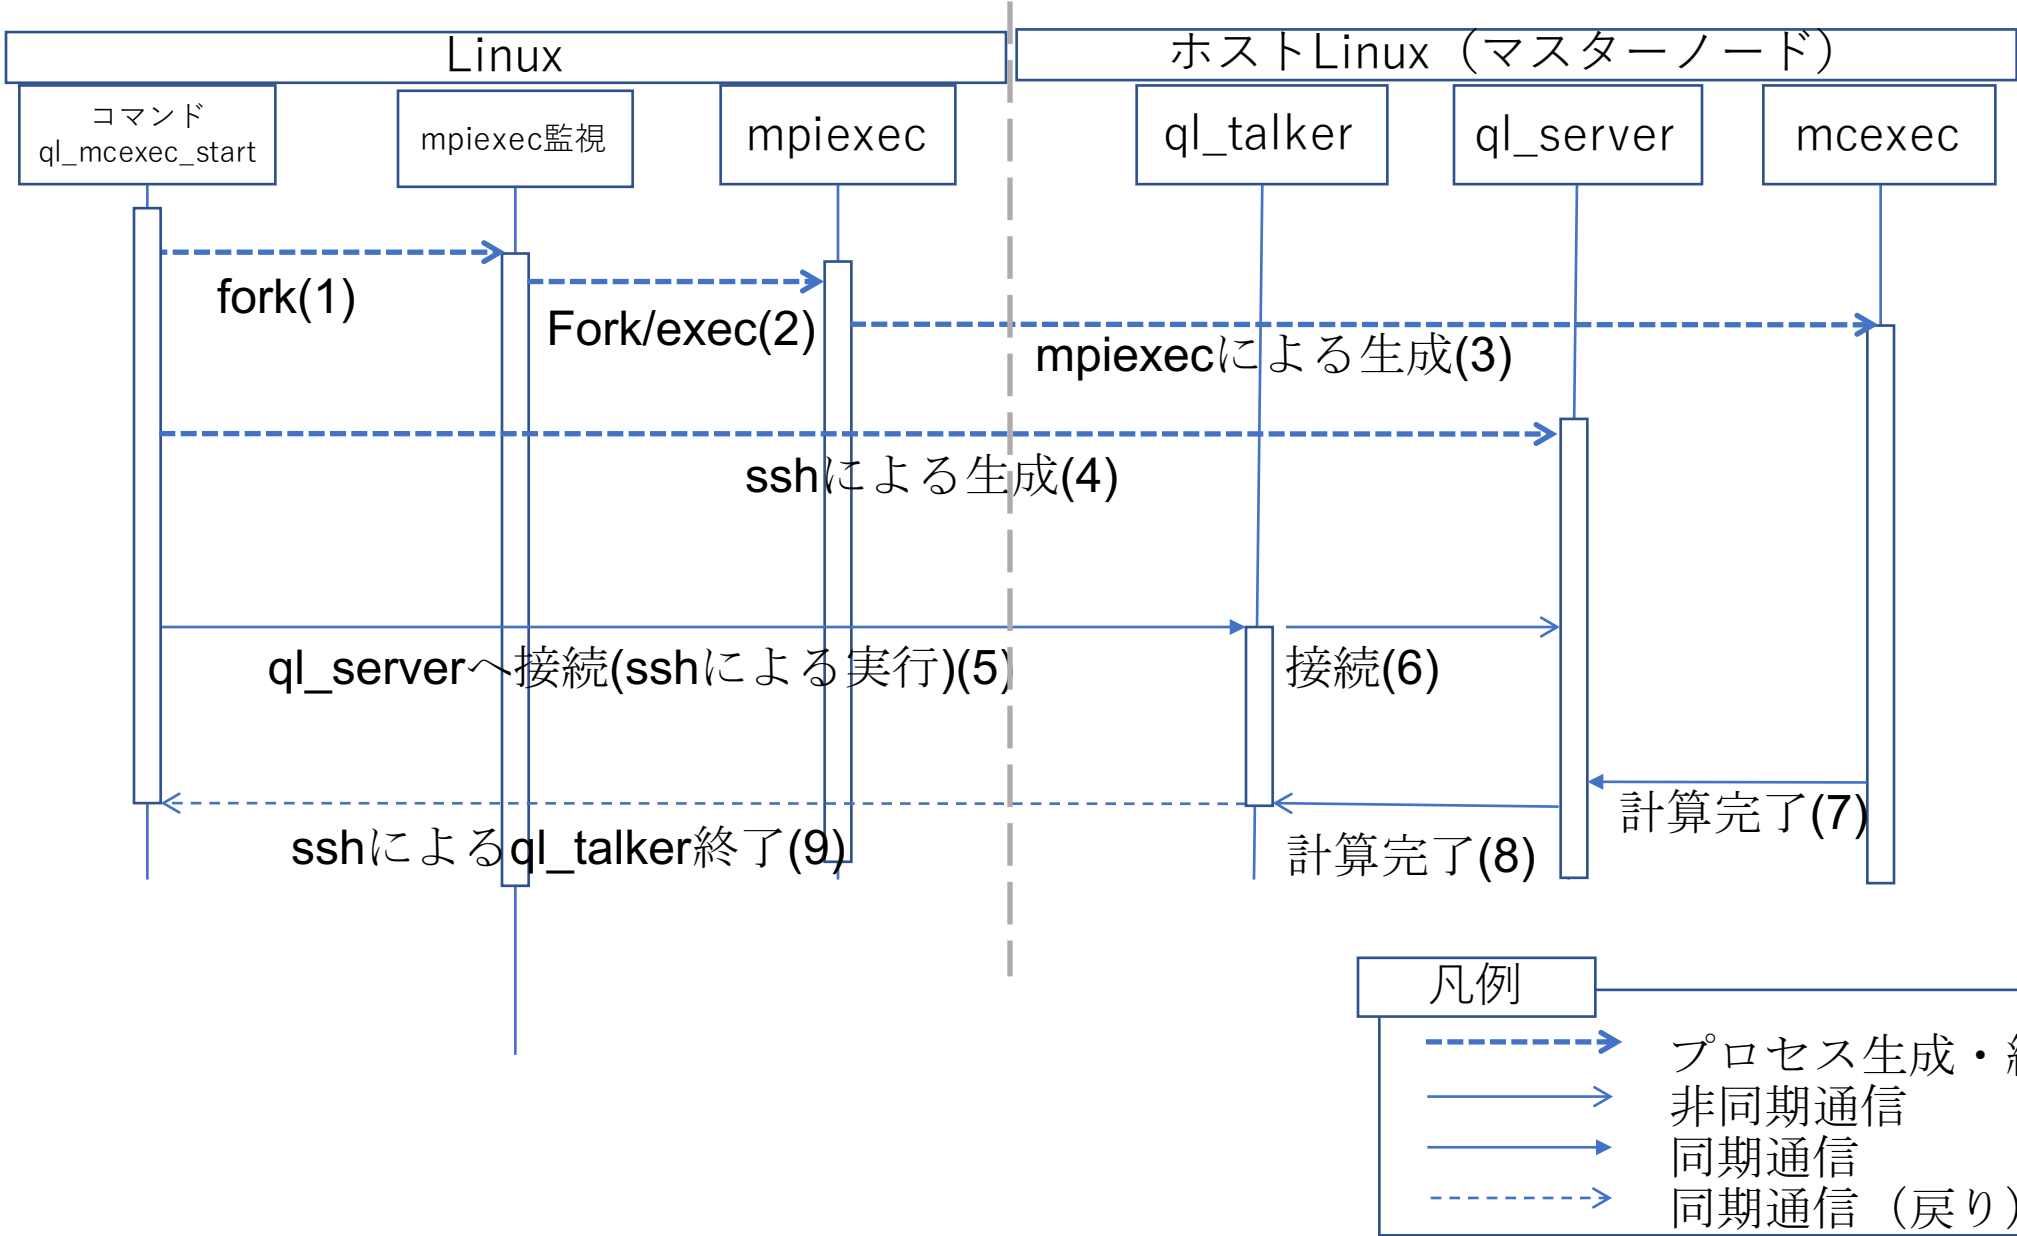 Linux
ホストLinux（マスターノード）
コマンド
ql_mcexec_start
mpiexec監視
mpiexec
ql_talker
ql_server
mcexec
fork(1)
Fork/exec(2)
mpiexecによる生成(3)
sshによる生成(4)
ql_serverへ接続(sshによる実行)(5)
接続(6)
計算完了(7)
計算完了(8)
sshによるql_talker終了(9)
凡例
プロセス生成・
非同期通信
同期通信
同期通信（戻り）